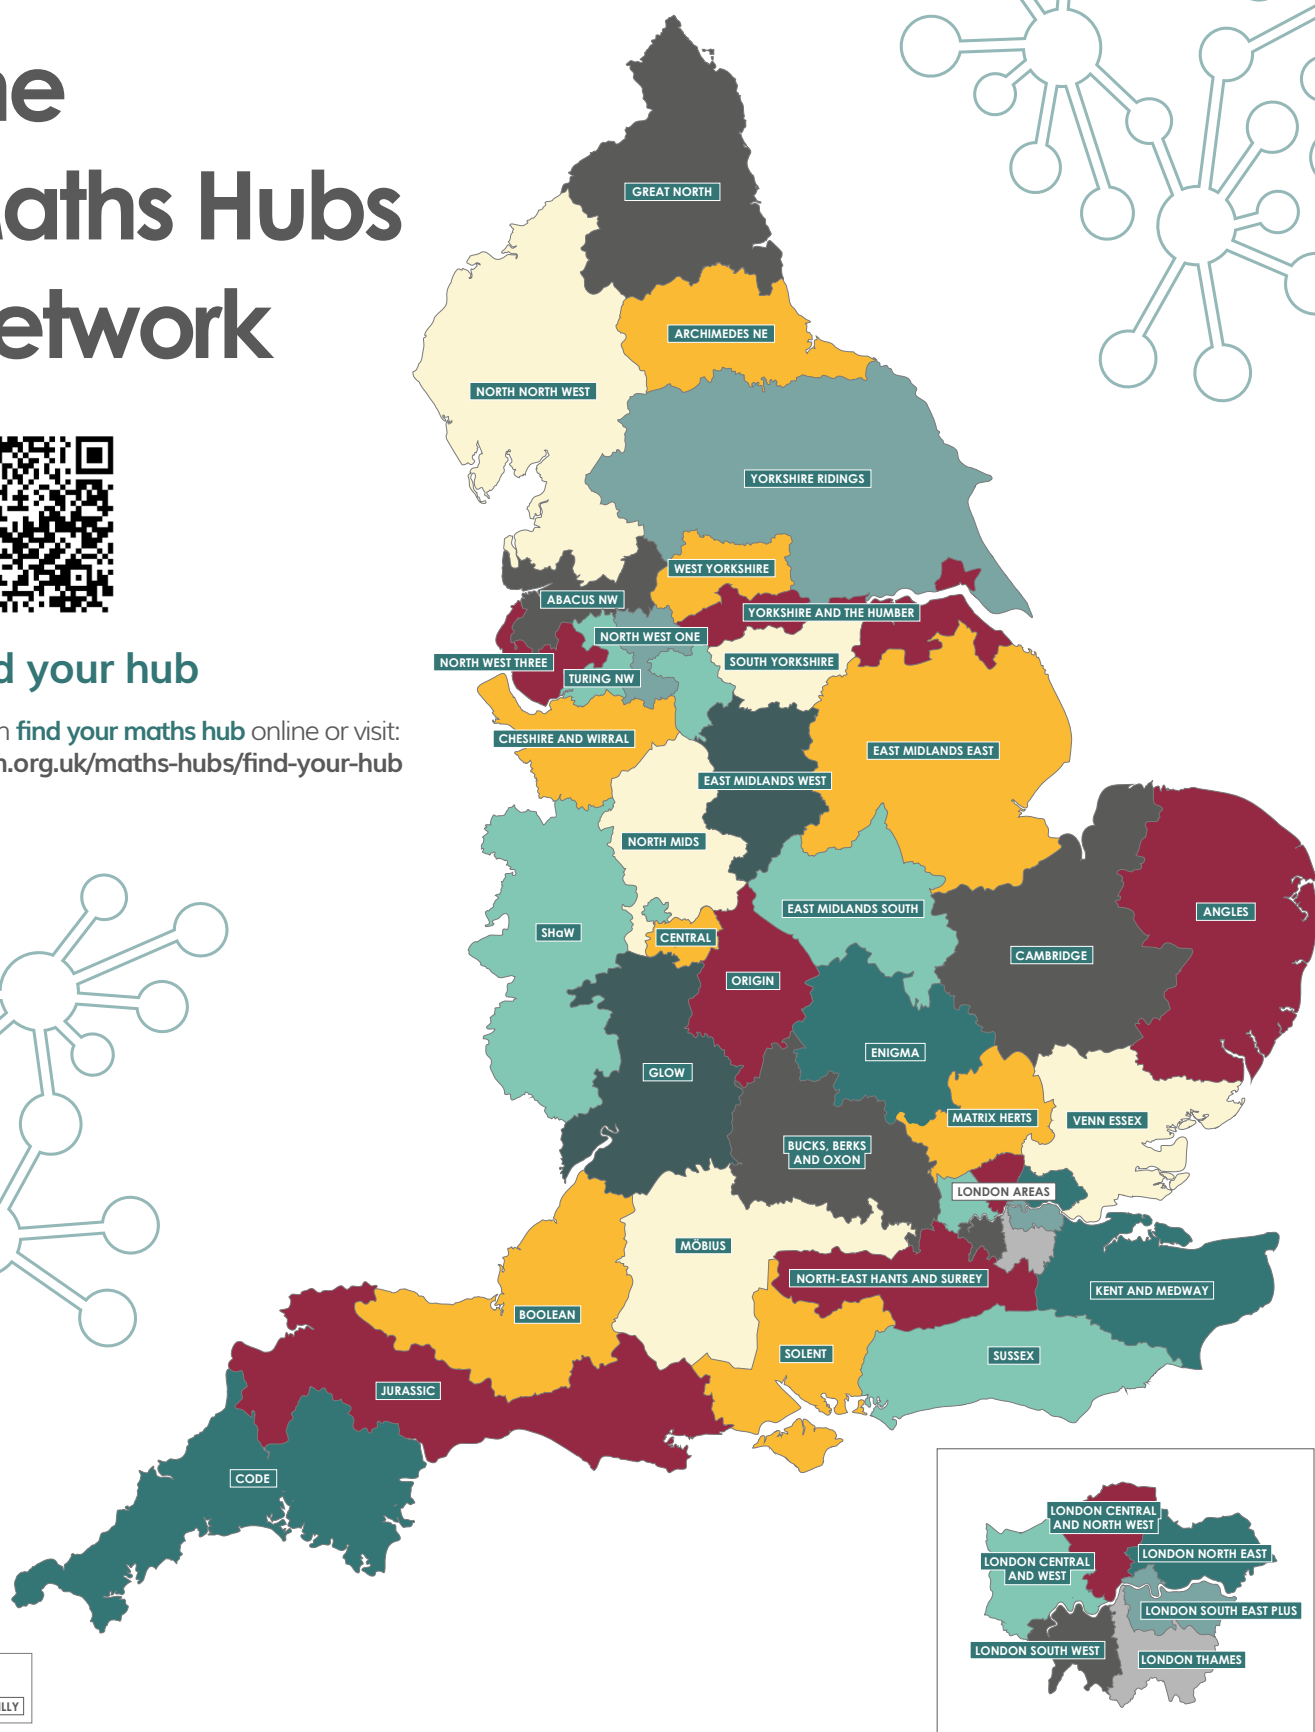 he
Maths Hubs
etwork
d your hub
n find your maths hub online or visit:
n.org.uk/maths-hubs/find-your-hub
GREAT NORTH
ARCHIMEDES NE
NORTH NORTH WEST
YORKSHIRE RIDINGS
WEST YORKSHIRE
ABACUS NW
YORKSHIRE AND THE HUMBER
NORTH WEST ONE
NORTH WEST THREE
SOUTH YORKSHIRE
TURING NW
CHESHIRE AND WIRRAL
EAST MIDLANDS EAST
EAST MIDLANDS WEST
NORTH MIDS
EAST MIDLANDS SOUTH
ANGLES
SHaW
CENTRAL
CAMBRIDGE
ORIGIN
ENIGMA
GLOW
MATRIX HERTS
VENN ESSEX
BUCKS, BERKS
AND OXON
LONDON AREAS
MÖBIUS
NORTH-EAST HANTS AND SURREY
KENT AND MEDWAY
BOOLEAN
SOLENT
SUSSEX
JURASSIC
CODE
LONDON CENTRAL
AND NORTH WEST
LONDON NORTH EAST
LONDON CENTRAL
AND WEST
LONDON SOUTH EAST PLUS
LONDON SOUTH WEST
LONDON THAMES
ILLY